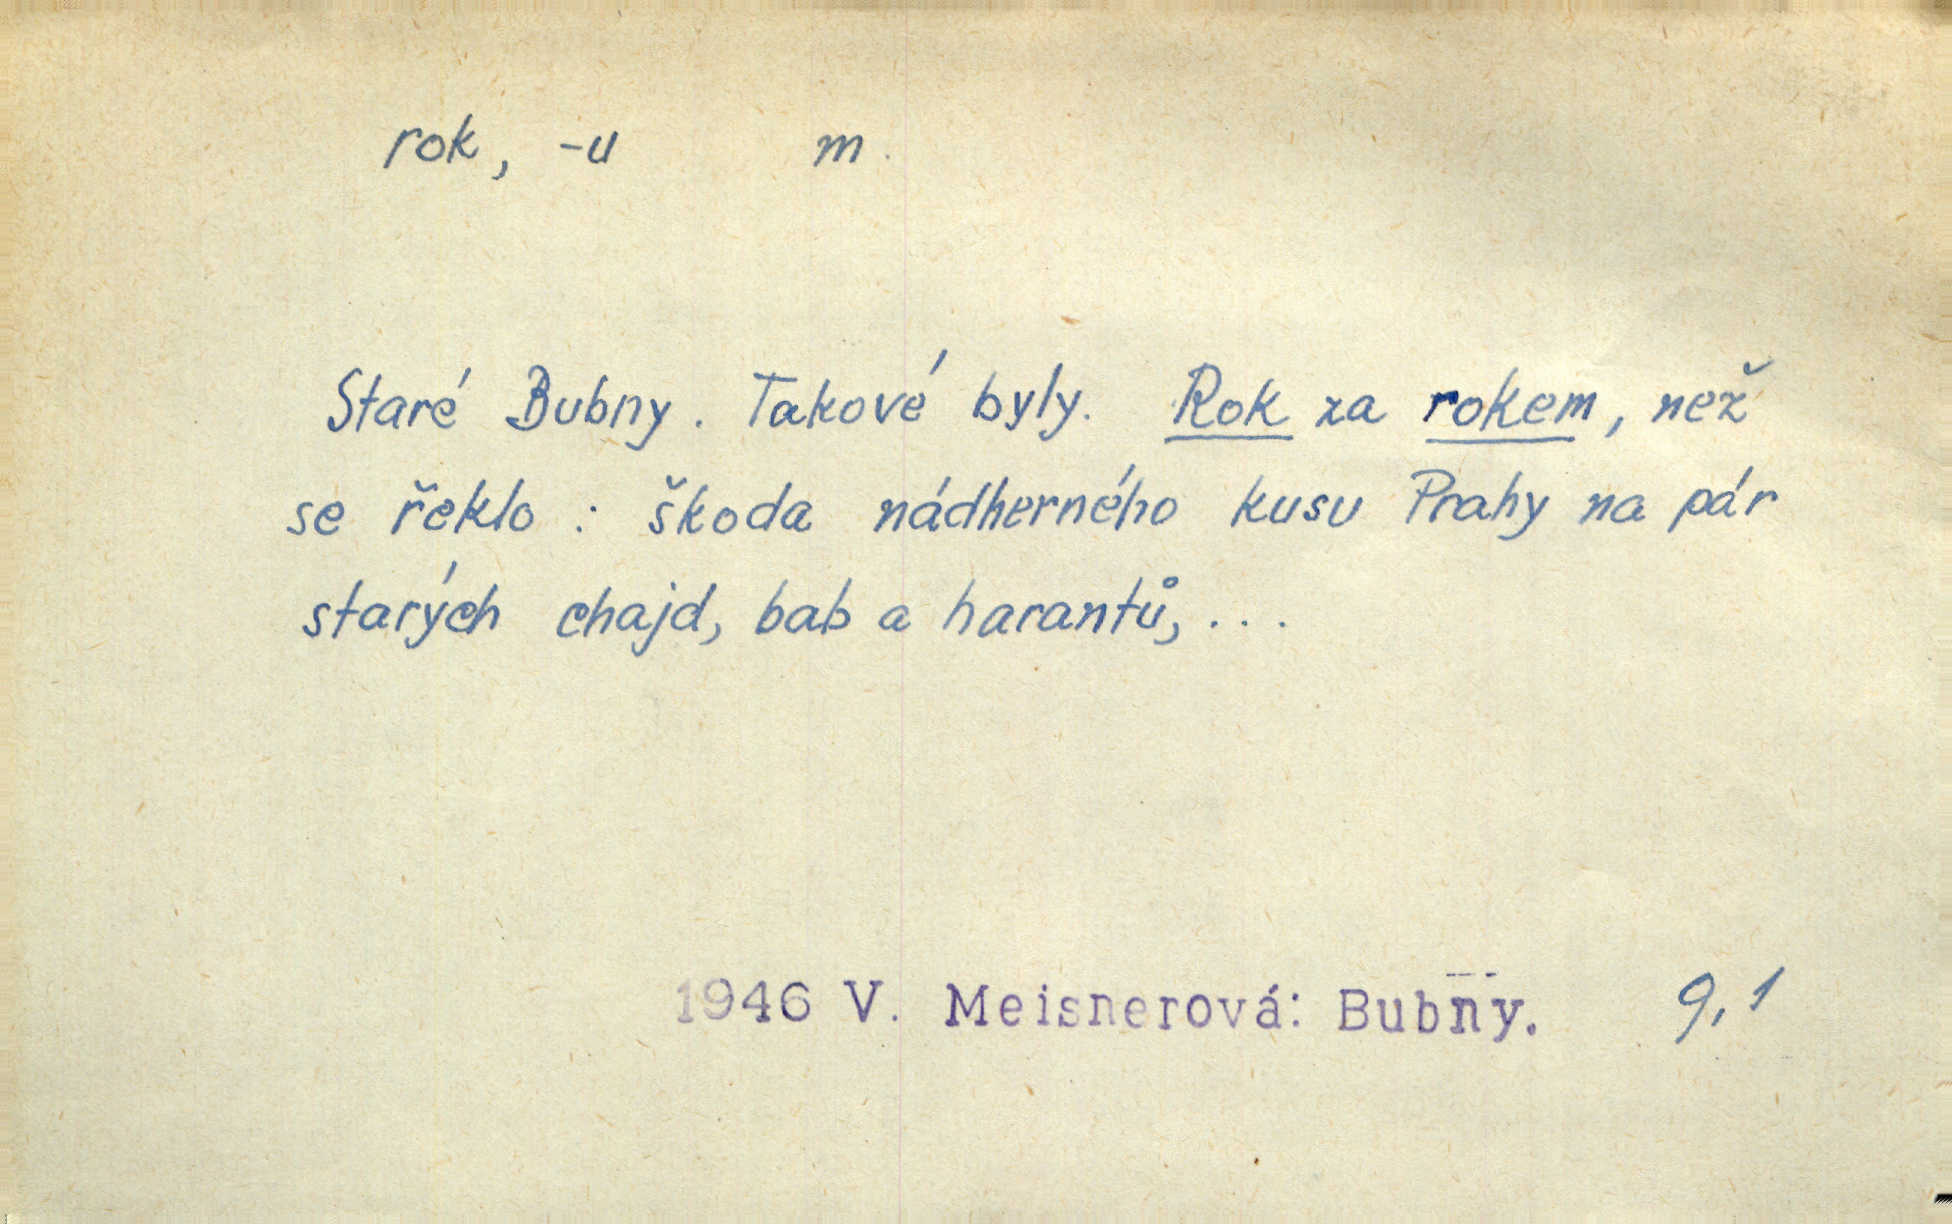 rok, -u m.
Staré Bubny. Takové byly. Rok za rokem, než
se řeklo : škoda nádherného kusu Prahy na pár
starých chajd, bab a harantů, ...
1946 V. Meisnerová: Bubny. 9,1